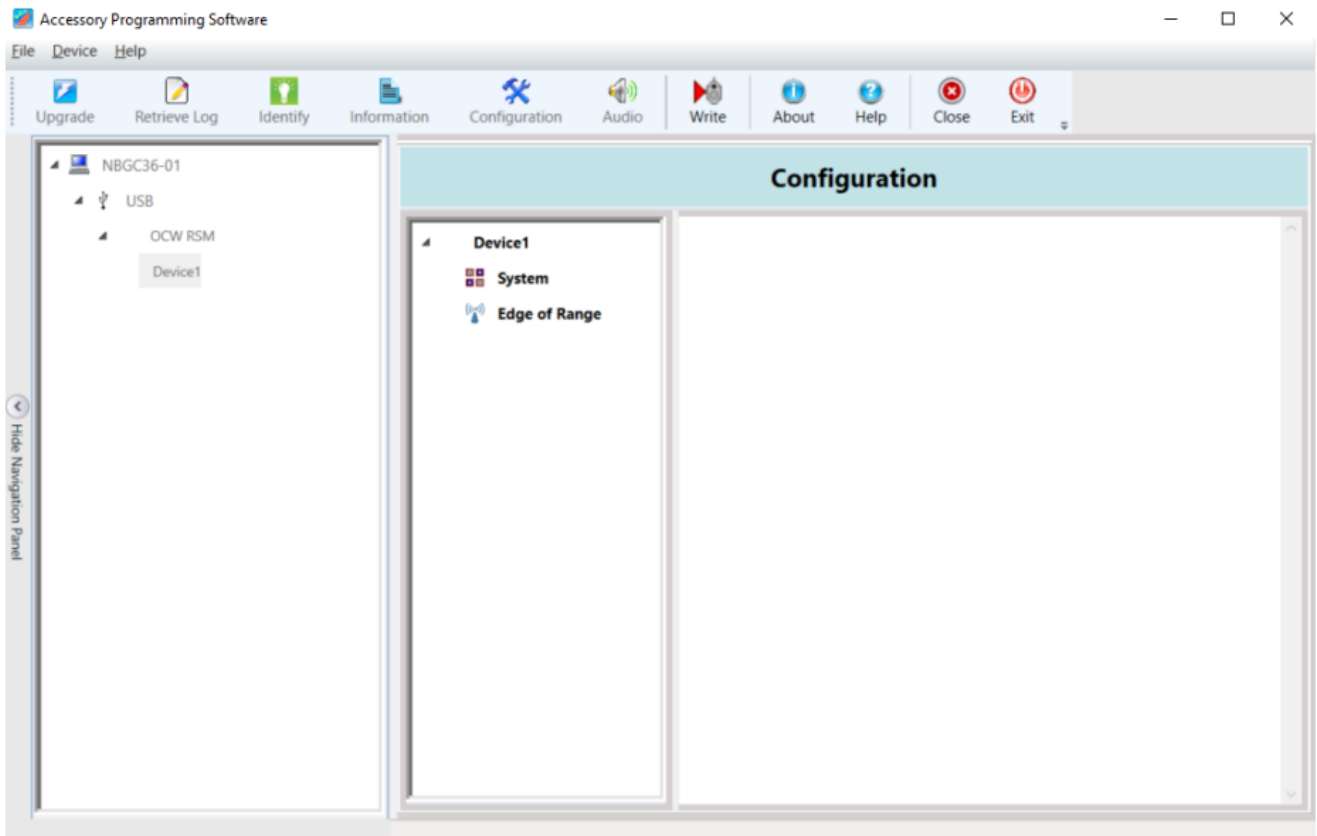 Accessory Programming Software
File Device Help
Upgrade Retrieve Log Identify Information Configuration Audio Write About Help Close Exit
Hide Navigation Panel
NBGC36-01
USB
OCW RSM
Device1
Configuration
Device1
System
Edge of Range